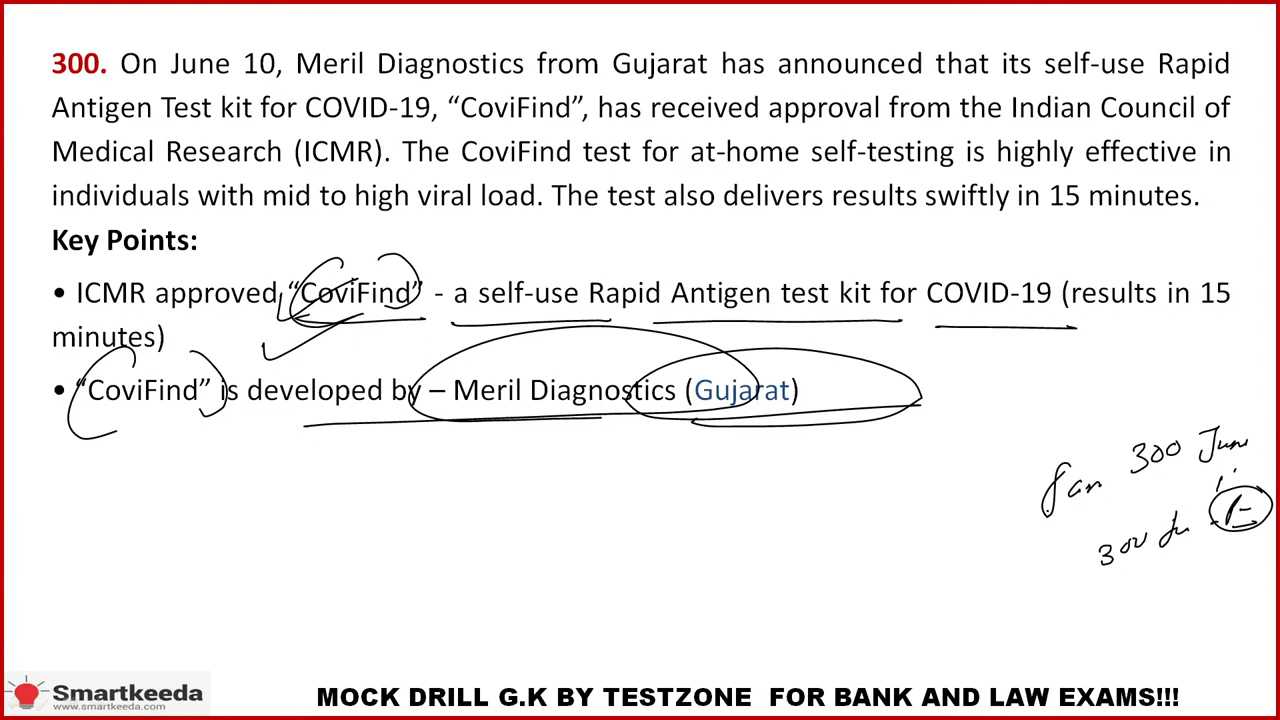 300. On June 10, Meril Diagnostics from Gujarat has announced that its self-use Rapid
Antigen Test kit for COVID-19, “CoviFind”, has received approval from the Indian Council of
Medical Research (ICMR). The CoviFind test for at-home self-testing is highly effective in
individuals with mid to high viral load. The test also delivers results swiftly in 15 minutes.
Key Points:
• ICMR approved “CoviFind” - a self-use Rapid Antigen test kit for COVID-19 (results in 15
minutes)
• “CoviFind” is developed by – Meril Diagnostics (Gujarat)
Jan 300 June
300
Smartkeeda
www.smartkeeda.com
MOCK DRILL G.K BY TESTZONE FOR BANK AND LAW EXAMS!!!